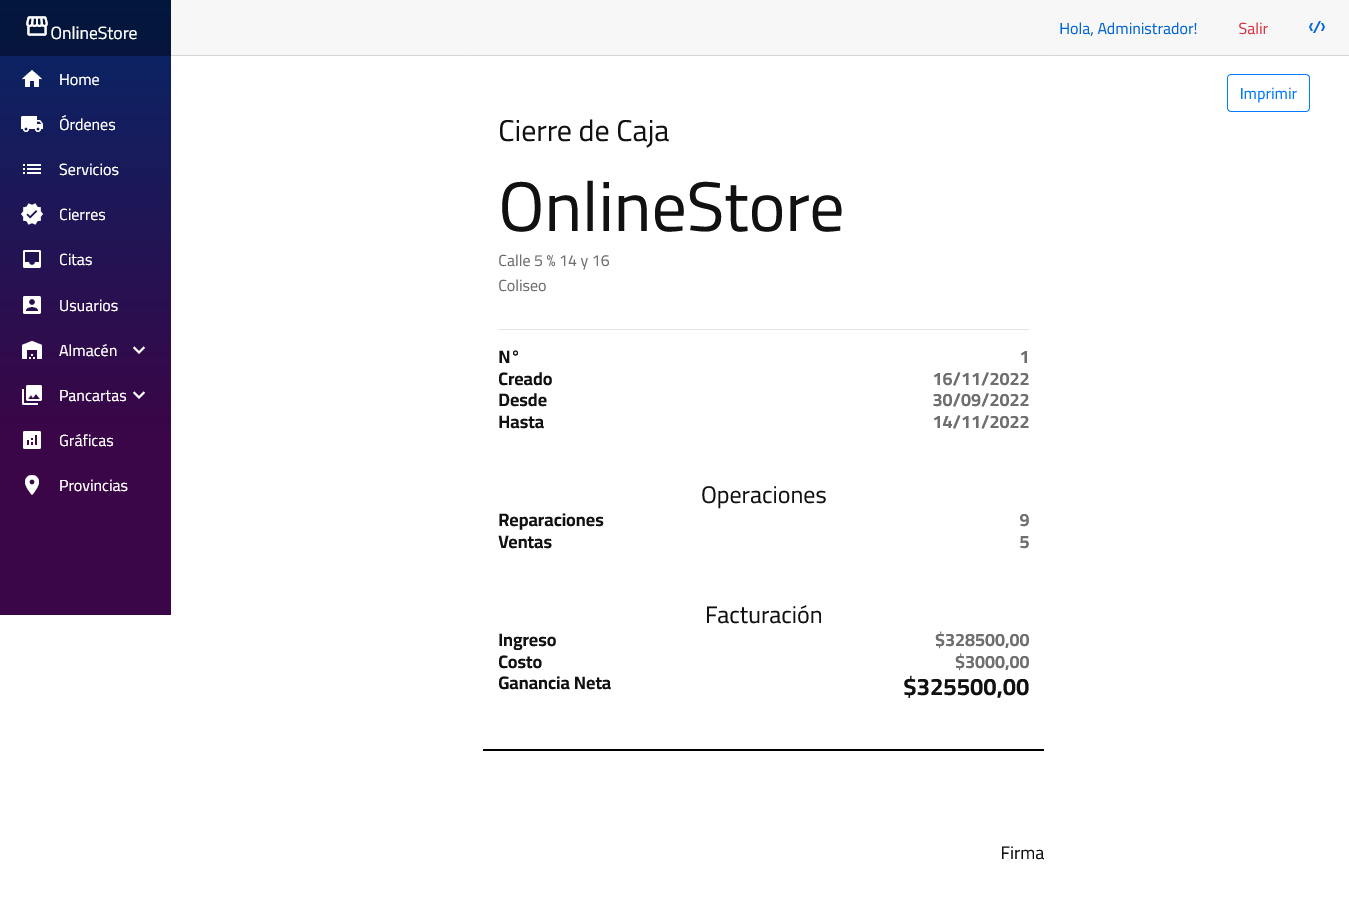 OnlineStore
Hola, Administrador!
Salir
Home
Órdenes
Servicios
Cierres
Citas
Usuarios
Almacén
Pancartas
Gráficas
Provincias
Imprimir
Cierre de Caja
OnlineStore
Calle 5 % 14 y 16
Coliseo
N° 1
Creado 16/11/2022
Desde 30/09/2022
Hasta 14/11/2022
Operaciones
Reparaciones 9
Ventas 5
Facturación
Ingreso $328500,00
Costo $3000,00
Ganancia Neta $325500,00
Firma